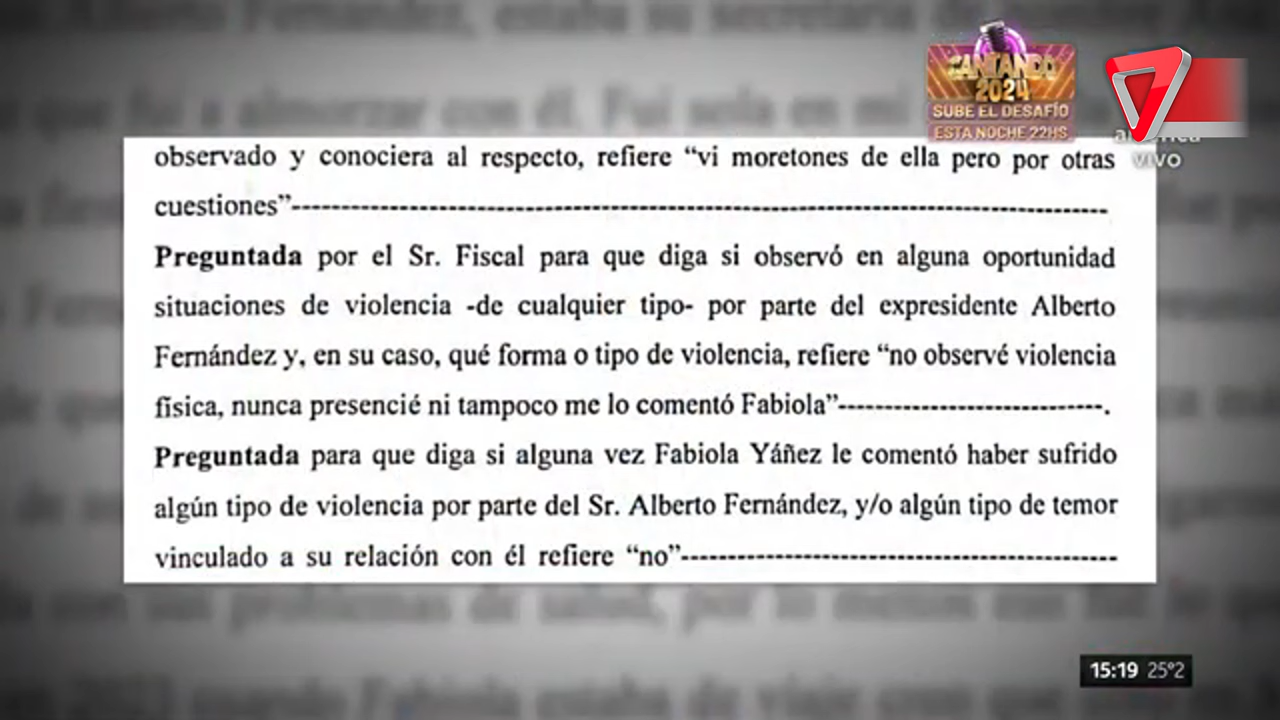 CANTANDO
2024
SUBE EL DESAFÍO
ESTA NOCHE 22HS
américa
VIVO
observado y conociera al respecto, refiere “vi moretones de ella pero por otras
cuestiones”--------------------------------------------------------------------------------
Preguntada por el Sr. Fiscal para que diga si observó en alguna oportunidad
situaciones de violencia -de cualquier tipo- por parte del expresidente Alberto
Fernández y, en su caso, qué forma o tipo de violencia, refiere “no observé violencia
física, nunca presencié ni tampoco me lo comentó Fabiola”----------------------------.
Preguntada para que diga si alguna vez Fabiola Yáñez le comentó haber sufrido
algún tipo de violencia por parte del Sr. Alberto Fernández, y/o algún tipo de temor
vinculado a su relación con él refiere “no”----------------------------------------------
15:19 25°2